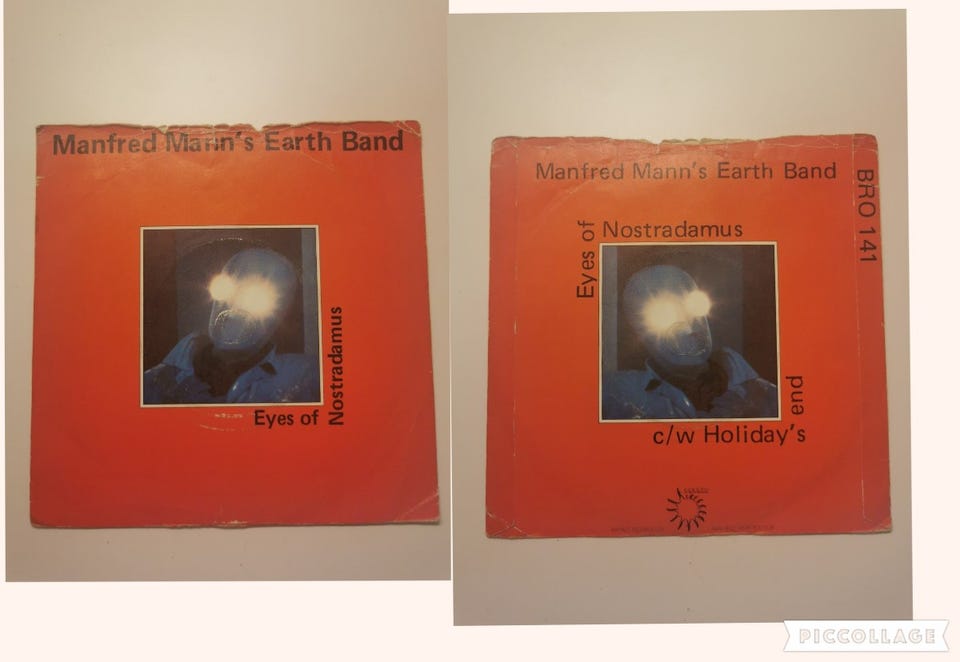 Manfred Mann's Earth Band
Eyes of
Nostradamus
Manfred Mann's Earth Band
BRO 141
Eyes of
Nostradamus
end
c/w Holiday's
PICCOLLAGE